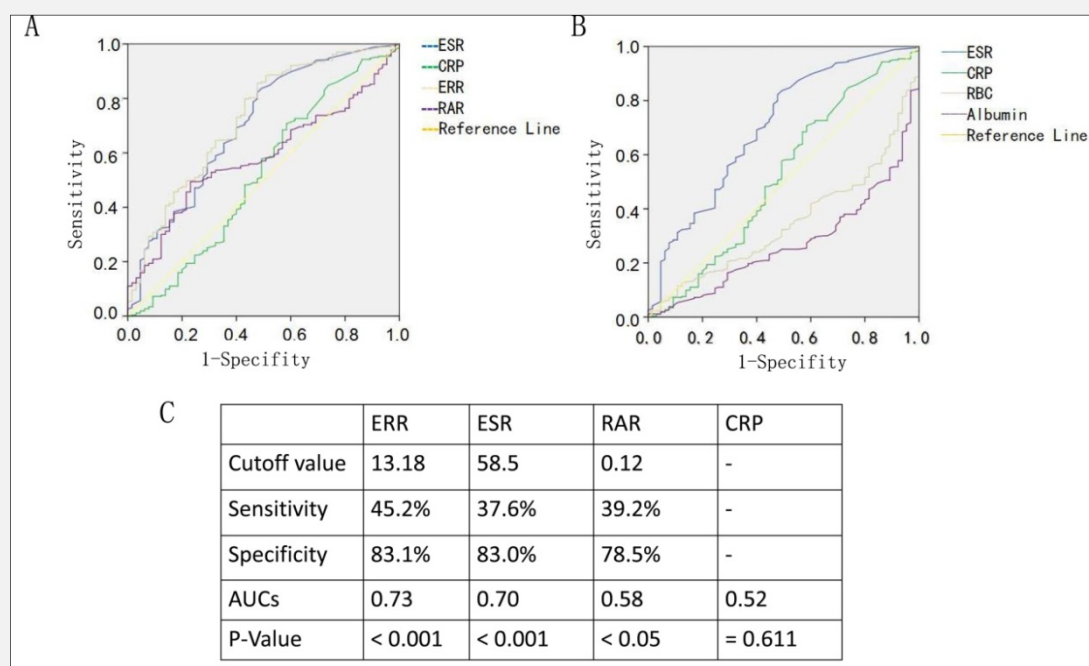 A
1.0
0.8
0.6
0.4
0.2
0.0
Sensitivity
0.0 0.2 0.4 0.6 0.8 1.0
1-Specifity
ESR
CRP
ERR
RAR
Reference Line
B
1.0
0.8
0.6
0.4
0.2
0.0
Sensitivity
0.0 0.2 0.4 0.6 0.8 1.0
1-Specifity
ESR
CRP
RBC
Albumin
Reference Line
C
ERR ESR RAR CRP
Cutoff value 13.18 58.5 0.12 -
Sensitivity 45.2% 37.6% 39.2% -
Specificity 83.1% 83.0% 78.5% -
AUCs 0.73 0.70 0.58 0.52
P-Value < 0.001 < 0.001 < 0.05 = 0.611